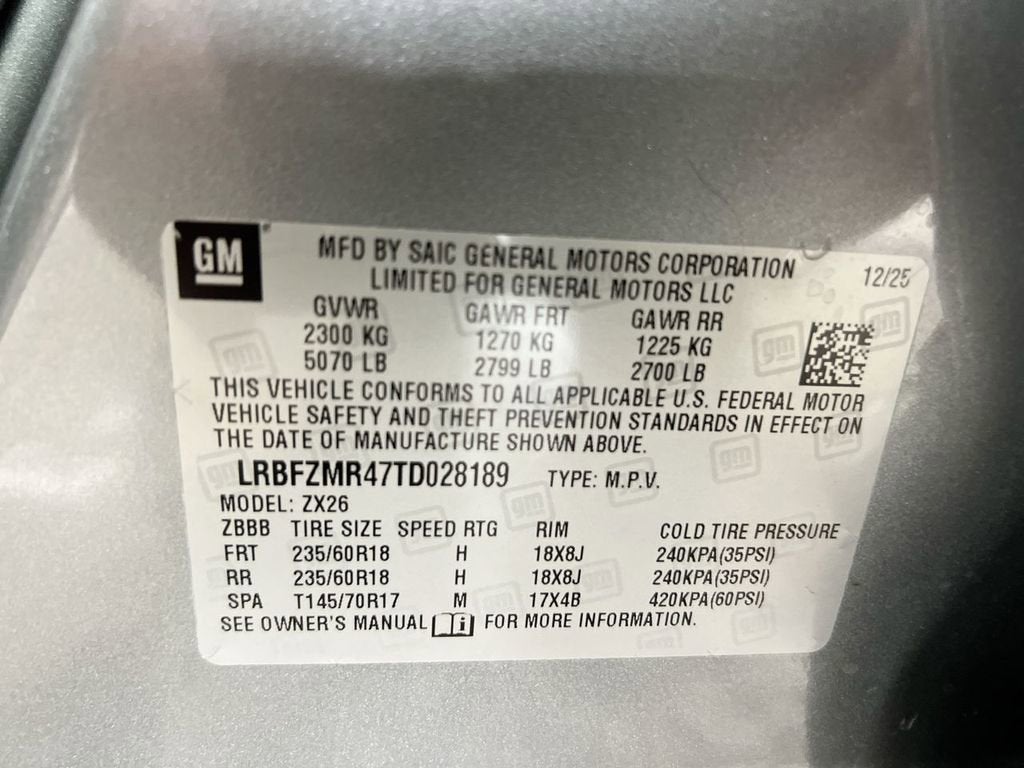 GM
MFD BY SAIC GENERAL MOTORS CORPORATION
LIMITED FOR GENERAL MOTORS LLC
12/25
GVWR GAWR FRT GAWR RR
2300 KG 1270 KG 1225 KG
5070 LB 2799 LB 2700 LB
THIS VEHICLE CONFORMS TO ALL APPLICABLE U.S. FEDERAL MOTOR
VEHICLE SAFETY AND THEFT PREVENTION STANDARDS IN EFFECT ON
THE DATE OF MANUFACTURE SHOWN ABOVE.
LRBFZMR47TD028189 TYPE: M.P.V.
MODEL: ZX26
ZBBB TIRE SIZE SPEED RTG RIM COLD TIRE PRESSURE
FRT 235/60R18 H 18X8J 240KPA(35PSI)
RR 235/60R18 H 18X8J 240KPA(35PSI)
SPA T145/70R17 M 17X4B 420KPA(60PSI)
SEE OWNER'S MANUAL i FOR MORE INFORMATION.